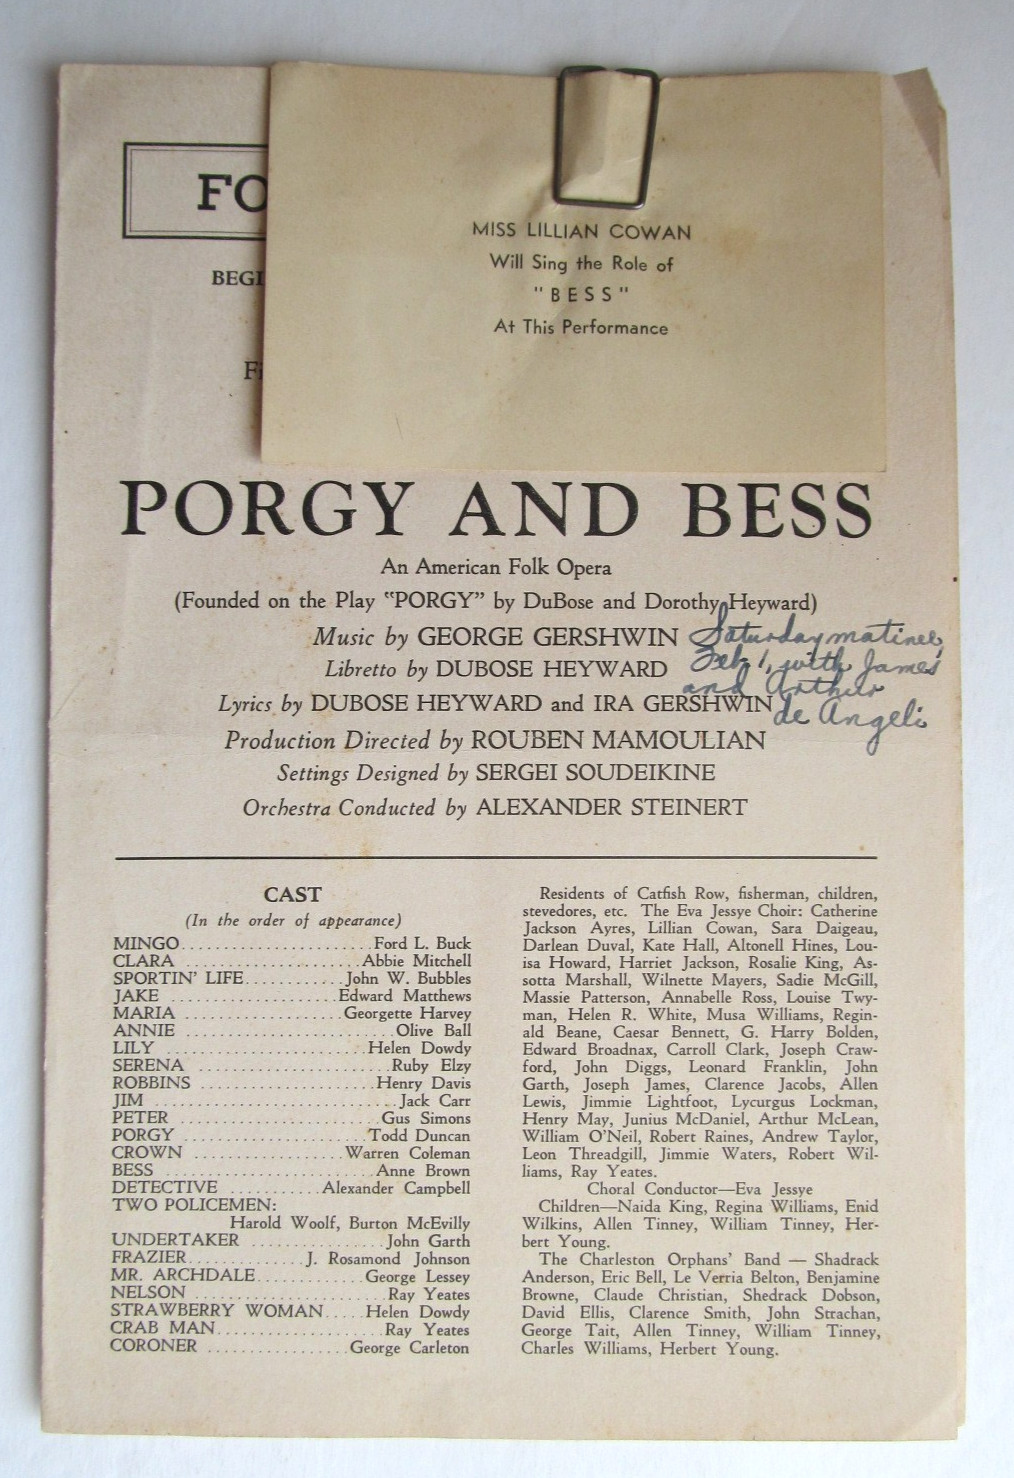 FO
MISS LILLIAN COWAN
Will Sing the Role of
"BESS"
At This Performance
BEGI
Fi
PORGY AND BESS
An American Folk Opera
(Founded on the Play "PORGY" by DuBose and Dorothy Heyward)
Music by GEORGE GERSHWIN
Libretto by DUBOSE HEYWARD
Lyrics by DUBOSE HEYWARD and IRA GERSHWIN
Production Directed by ROUBEN MAMOULIAN
Settings Designed by SERGEI SOUDEIKINE
Orchestra Conducted by ALEXANDER STEINERT
Saturday matinee,
Feb 1, with James
and Arthur
de Angeli
CAST
(In the order of appearance)
MINGO......................Ford L. Buck
CLARA .....................Abbie Mitchell
SPORTIN' LIFE............John W. Bubbles
JAKE ....................Edward Matthews
MARIA ....................Georgette Harvey
ANNIE ..........................Olive Ball
LILY ........................Helen Dowdy
SERENA .......................Ruby Elzy
ROBBINS .....................Henry Davis
JIM ................................Jack Carr
PETER ..........................Gus Simons
PORGY ......................Todd Duncan
CROWN ..................Warren Coleman
BESS .........................Anne Brown
DETECTIVE ...........Alexander Campbell
TWO POLICEMEN:
Harold Woolf, Burton McEvilly
UNDERTAKER ................John Garth
FRAZIER..............J. Rosamond Johnson
MR. ARCHDALE.............George Lessey
NELSON .......................Ray Yeates
STRAWBERRY WOMAN.....Helen Dowdy
CRAB MAN....................Ray Yeates
CORONER .................George Carleton
Residents of Catfish Row, fisherman, children,
stevedores, etc. The Eva Jessye Choir: Catherine
Jackson Ayres, Lillian Cowan, Sara Daigeau,
Darlean Duval, Kate Hall, Altonell Hines, Lou-
isa Howard, Harriet Jackson, Rosalie King, As-
sotta Marshall, Wilnette Mayers, Sadie McGill,
Massie Patterson, Annabelle Ross, Louise Twy-
man, Helen R. White, Musa Williams, Regin-
ald Beane, Caesar Bennett, G. Harry Bolden,
Edward Broadnax, Carroll Clark, Joseph Craw-
ford, John Diggs, Leonard Franklin, John
Garth, Joseph James, Clarence Jacobs, Allen
Lewis, Jimmie Lightfoot, Lycurgus Lockman,
Henry May, Junius McDaniel, Arthur McLean,
William O'Neil, Robert Raines, Andrew Taylor,
Leon Threadgill, Jimmie Waters, Robert Wil-
liams, Ray Yeates.
Choral Conductor—Eva Jessye
Children—Naida King, Regina Williams, Enid
Wilkins, Allen Tinney, William Tinney, Her-
bert Young.
The Charleston Orphans' Band — Shadrack
Anderson, Eric Bell, Le Verria Belton, Benjamine
Browne, Claude Christian, Shedrack Dobson,
David Ellis, Clarence Smith, John Strachan,
George Tait, Allen Tinney, William Tinney,
Charles Williams, Herbert Young.